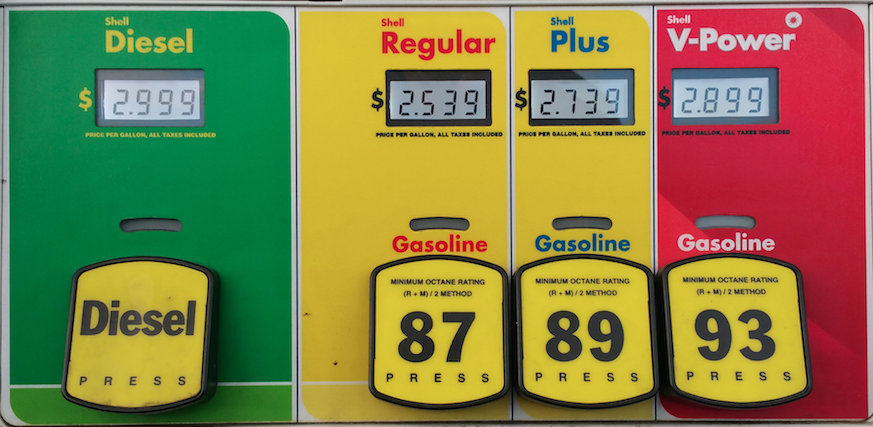 Shell
Diesel
$ 2.999
PRICE PER GALLON, ALL TAXES INCLUDED
Diesel
PRESS
Shell
Regular
$ 2.539
PRICE PER GALLON, ALL TAXES INCLUDED
Gasoline
MINIMUM OCTANE RATING
(R + M) / 2 METHOD
87
PRESS
Shell
Plus
$ 2.739
PRICE PER GALLON, ALL TAXES INCLUDED
Gasoline
MINIMUM OCTANE RATING
(R + M) / 2 METHOD
89
PRESS
Shell
V-Power
$ 2.899
PRICE PER GALLON, ALL TAXES INCLUDED
Gasoline
MINIMUM OCTANE RATING
(R + M) / 2 METHOD
93
PRESS